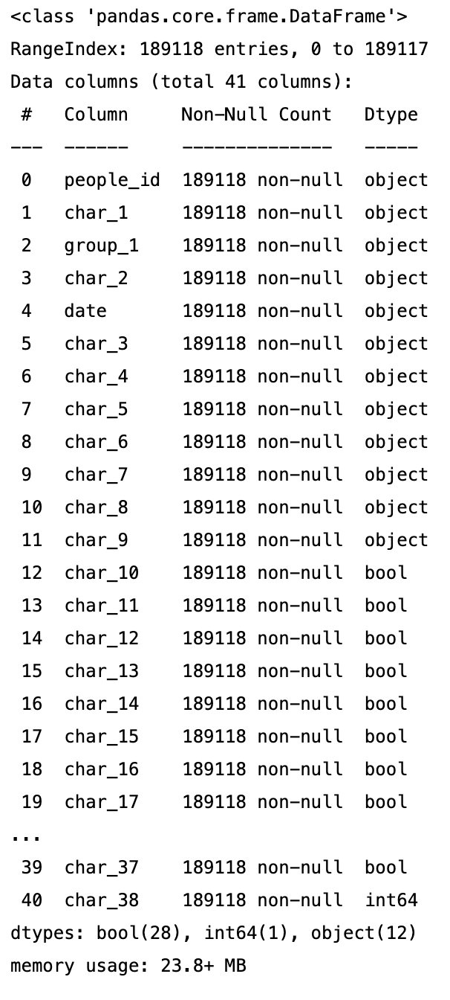 <class 'pandas.core.frame.DataFrame'>
RangeIndex: 189118 entries, 0 to 189117
Data columns (total 41 columns):
 #   Column     Non-Null Count   Dtype
---  ------     --------------   -----
 0   people_id  189118 non-null  object
 1   char_1     189118 non-null  object
 2   group_1    189118 non-null  object
 3   char_2     189118 non-null  object
 4   date       189118 non-null  object
 5   char_3     189118 non-null  object
 6   char_4     189118 non-null  object
 7   char_5     189118 non-null  object
 8   char_6     189118 non-null  object
 9   char_7     189118 non-null  object
 10  char_8     189118 non-null  object
 11  char_9     189118 non-null  object
 12  char_10    189118 non-null  bool
 13  char_11    189118 non-null  bool
 14  char_12    189118 non-null  bool
 15  char_13    189118 non-null  bool
 16  char_14    189118 non-null  bool
 17  char_15    189118 non-null  bool
 18  char_16    189118 non-null  bool
 19  char_17    189118 non-null  bool
...
 39  char_37    189118 non-null  bool
 40  char_38    189118 non-null  int64
dtypes: bool(28), int64(1), object(12)
memory usage: 23.8+ MB